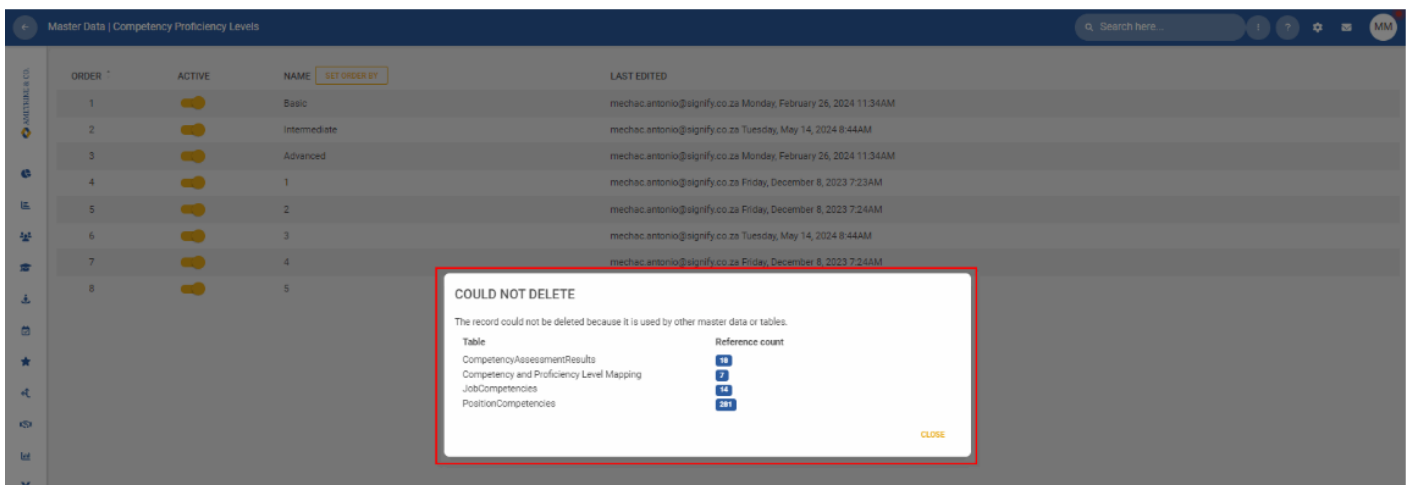 Master Data | Competency Proficiency Levels
Search here...
! ? MM
AMETRINE & CO.
ORDER ACTIVE NAME SET ORDER BY LAST EDITED
1 Basic mechac.antonio@signify.co.za Monday, February 26, 2024 11:34AM
2 Intermediate mechac.antonio@signify.co.za Tuesday, May 14, 2024 8:44AM
3 Advanced mechac.antonio@signify.co.za Monday, February 26, 2024 11:34AM
4 1 mechac.antonio@signify.co.za Friday, December 8, 2023 7:23AM
5 2 mechac.antonio@signify.co.za Friday, December 8, 2023 7:24AM
6 3 mechac.antonio@signify.co.za Tuesday, May 14, 2024 8:44AM
7 4 mechac.antonio@signify.co.za Friday, December 8, 2023 7:24AM
8 5
COULD NOT DELETE
The record could not be deleted because it is used by other master data or tables.
Table Reference count
CompetencyAssessmentResults
Competency and Proficiency Level Mapping 7
JobCompetencies 14
PositionCompetencies
CLOSE